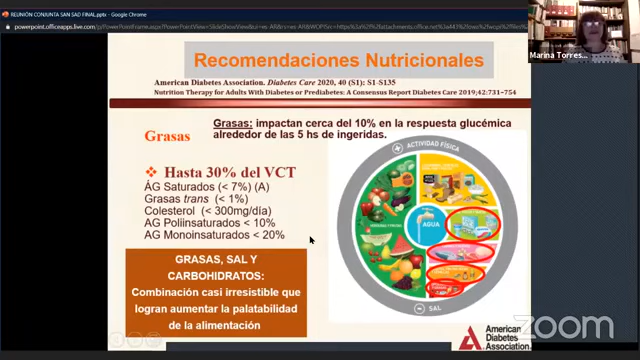 REUNIÓN CONJUNTA SAN SAD FINAL.pptx - Google Chrome
Recomendaciones Nutricionales
American Diabetes Association. Diabetes Care 2020, 40 (S1): S1-S135
Nutrition Therapy for Adults With Diabetes or Prediabetes: A Consensus Report Diabetes Care 2019;42:731–754
Marina Torres...
Grasas: impactan cerca del 10% en la respuesta glucémica
alrededor de las 5 hs de ingeridas.
Grasas
❖ Hasta 30% del VCT
ÁG Saturados (< 7%) (A)
Grasas trans (< 1%)
Colesterol (< 300mg/día)
AG Poliinsaturados < 10%
AG Monoinsaturados < 20%
GRASAS, SAL Y
CARBOHIDRATOS:
Combinación casi irresistible que
logran aumentar la palatabilidad
de la alimentación
+ ACTIVIDAD FÍSICA
AGUA
− SAL
American
Diabetes
Association.
zoom